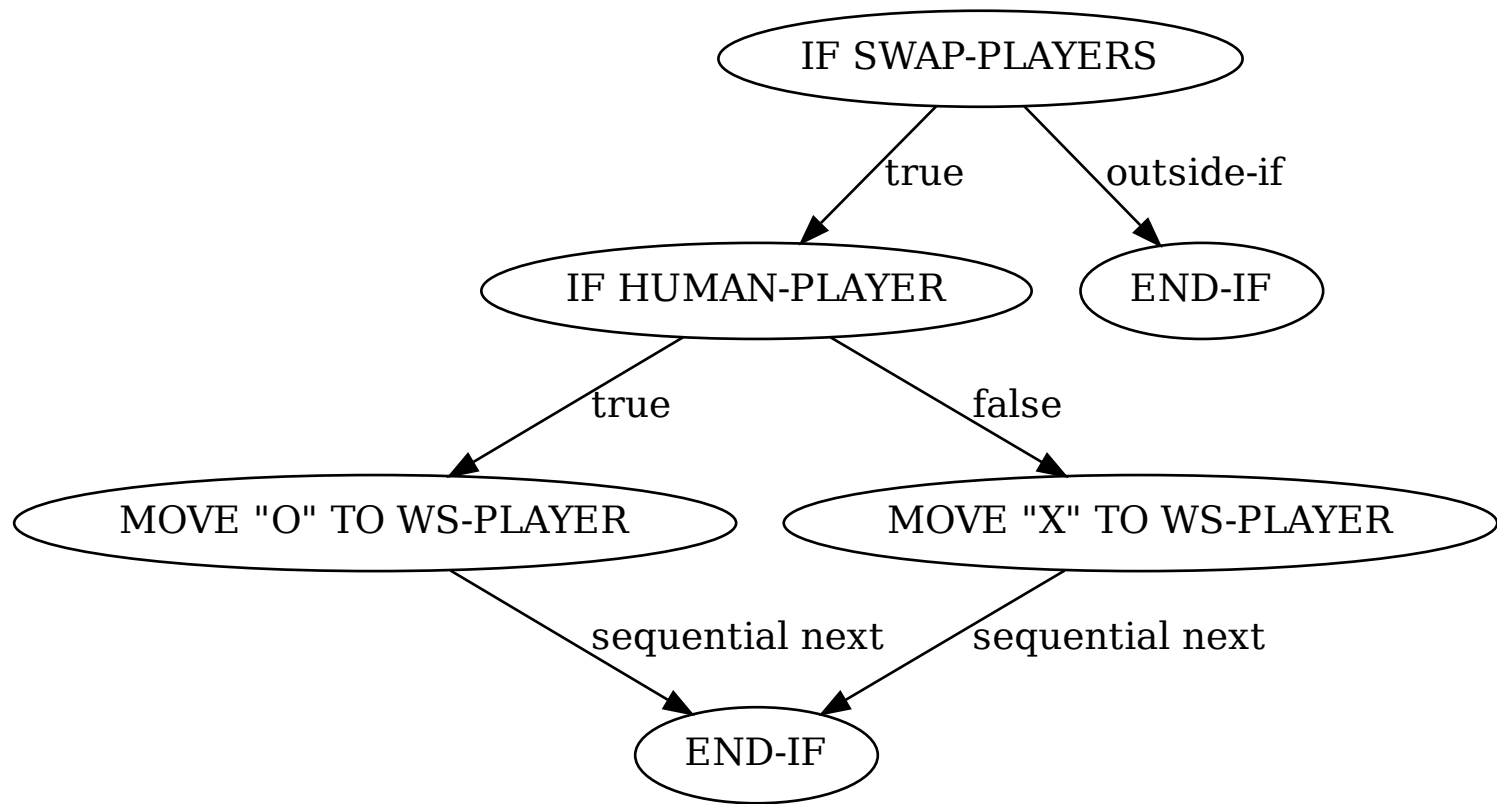 IF SWAP-PLAYERS
true
outside-if
IF HUMAN-PLAYER
END-IF
true
false
MOVE "O" TO WS-PLAYER
MOVE "X" TO WS-PLAYER
sequential next
sequential next
END-IF